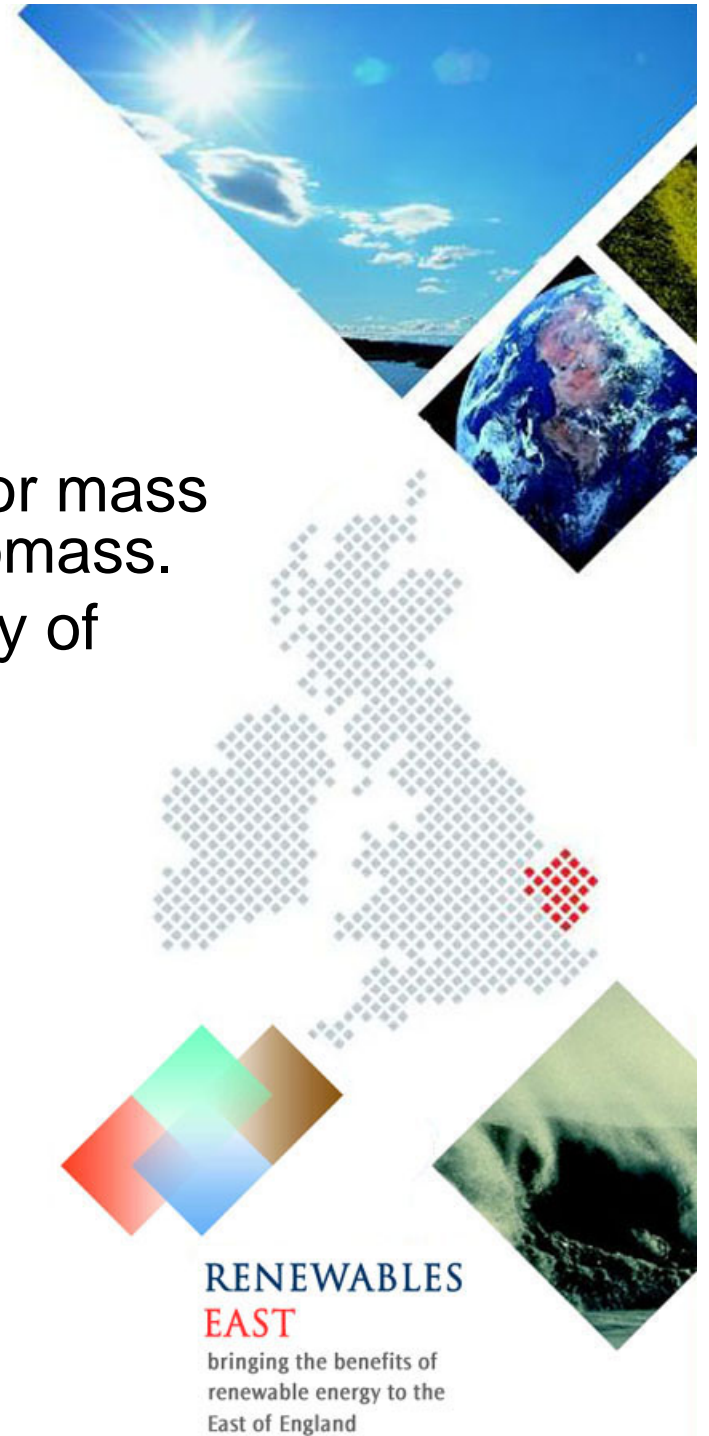 or mass
omass.
y of
RENEWABLES
EAST
bringing the benefits of
renewable energy to the
East of England